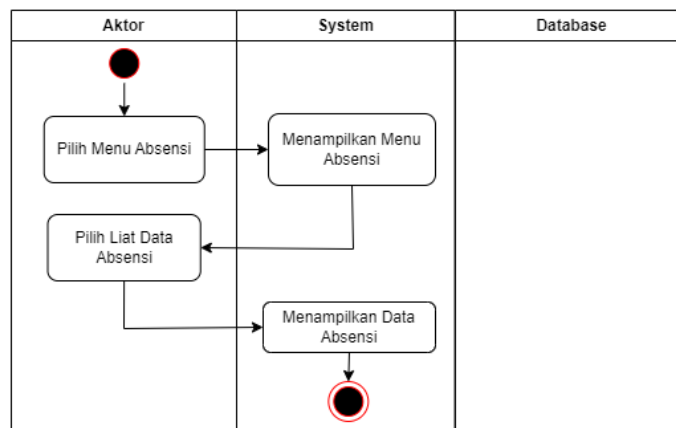 Aktor
System
Database
Pilih Menu Absensi
Menampilkan Menu
Absensi
Pilih Liat Data
Absensi
Menampilkan Data
Absensi